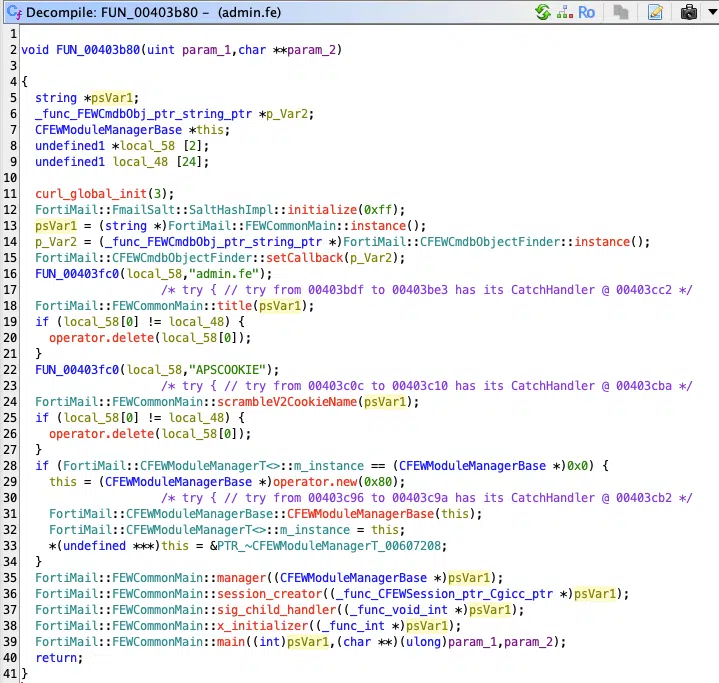 Decompile: FUN_00403b80 - (admin.fe)
Ro
1
2 void FUN_00403b80(uint param_1,char **param_2)
3
4 {
5 string *psVar1;
6 _func_FEWCmdbObj_ptr_string_ptr *p_Var2;
7 CFEWModuleManagerBase *this;
8 undefined1 *local_58 [2];
9 undefined1 local_48 [24];
10
11 curl_global_init(3);
12 FortiMail::FmailSalt::SaltHashImpl::initialize(0xff);
13 psVar1 = (string *)FortiMail::FEWCommonMain::instance();
14 p_Var2 = (_func_FEWCmdbObj_ptr_string_ptr *)FortiMail::CFEWCmdbObjectFinder::instance();
15 FortiMail::CFEWCmdbObjectFinder::setCallback(p_Var2);
16 FUN_00403fc0(local_58,"admin.fe");
17 /* try { // try from 00403bdf to 00403be3 has its CatchHandler @ 00403cc2 */
18 FortiMail::FEWCommonMain::title(psVar1);
19 if (local_58[0] != local_48) {
20 operator.delete(local_58[0]);
21 }
22 FUN_00403fc0(local_58,"APSCOOKIE");
23 /* try { // try from 00403c0c to 00403c10 has its CatchHandler @ 00403cba */
24 FortiMail::FEWCommonMain::scrambleV2CookieName(psVar1);
25 if (local_58[0] != local_48) {
26 operator.delete(local_58[0]);
27 }
28 if (FortiMail::CFEWModuleManagerT<>::m_instance == (CFEWModuleManagerBase *)0x0) {
29 this = (CFEWModuleManagerBase *)operator.new(0x80);
30 /* try { // try from 00403c96 to 00403c9a has its CatchHandler @ 00403cb2 */
31 FortiMail::CFEWModuleManagerBase::CFEWModuleManagerBase(this);
32 FortiMail::CFEWModuleManagerT<>::m_instance = this;
33 *(undefined ***)this = &PTR_~CFEWModuleManagerT_00607208;
34 }
35 FortiMail::FEWCommonMain::manager((CFEWModuleManagerBase *)psVar1);
36 FortiMail::FEWCommonMain::session_creator((_func_CFEWSession_ptr_Cgicc_ptr *)psVar1);
37 FortiMail::FEWCommonMain::sig_child_handler((_func_void_int *)psVar1);
38 FortiMail::FEWCommonMain::x_initializer((_func_int *)psVar1);
39 FortiMail::FEWCommonMain::main((int)psVar1,(char **)(ulong)param_1,param_2);
40 return;
41 }